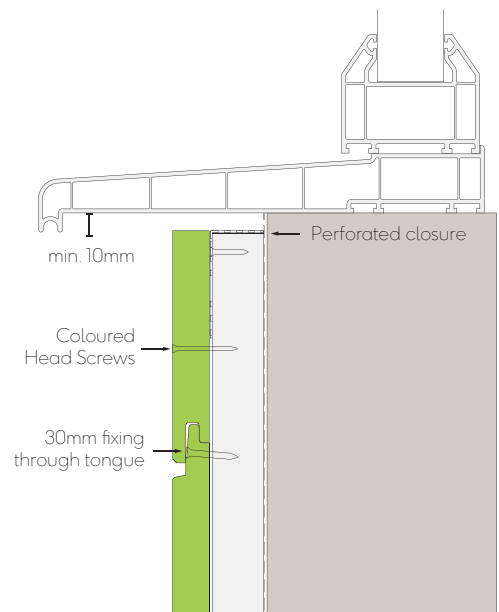 Perforated closure
min. 10mm
Coloured
Head Screws
30mm fixing
through tongue